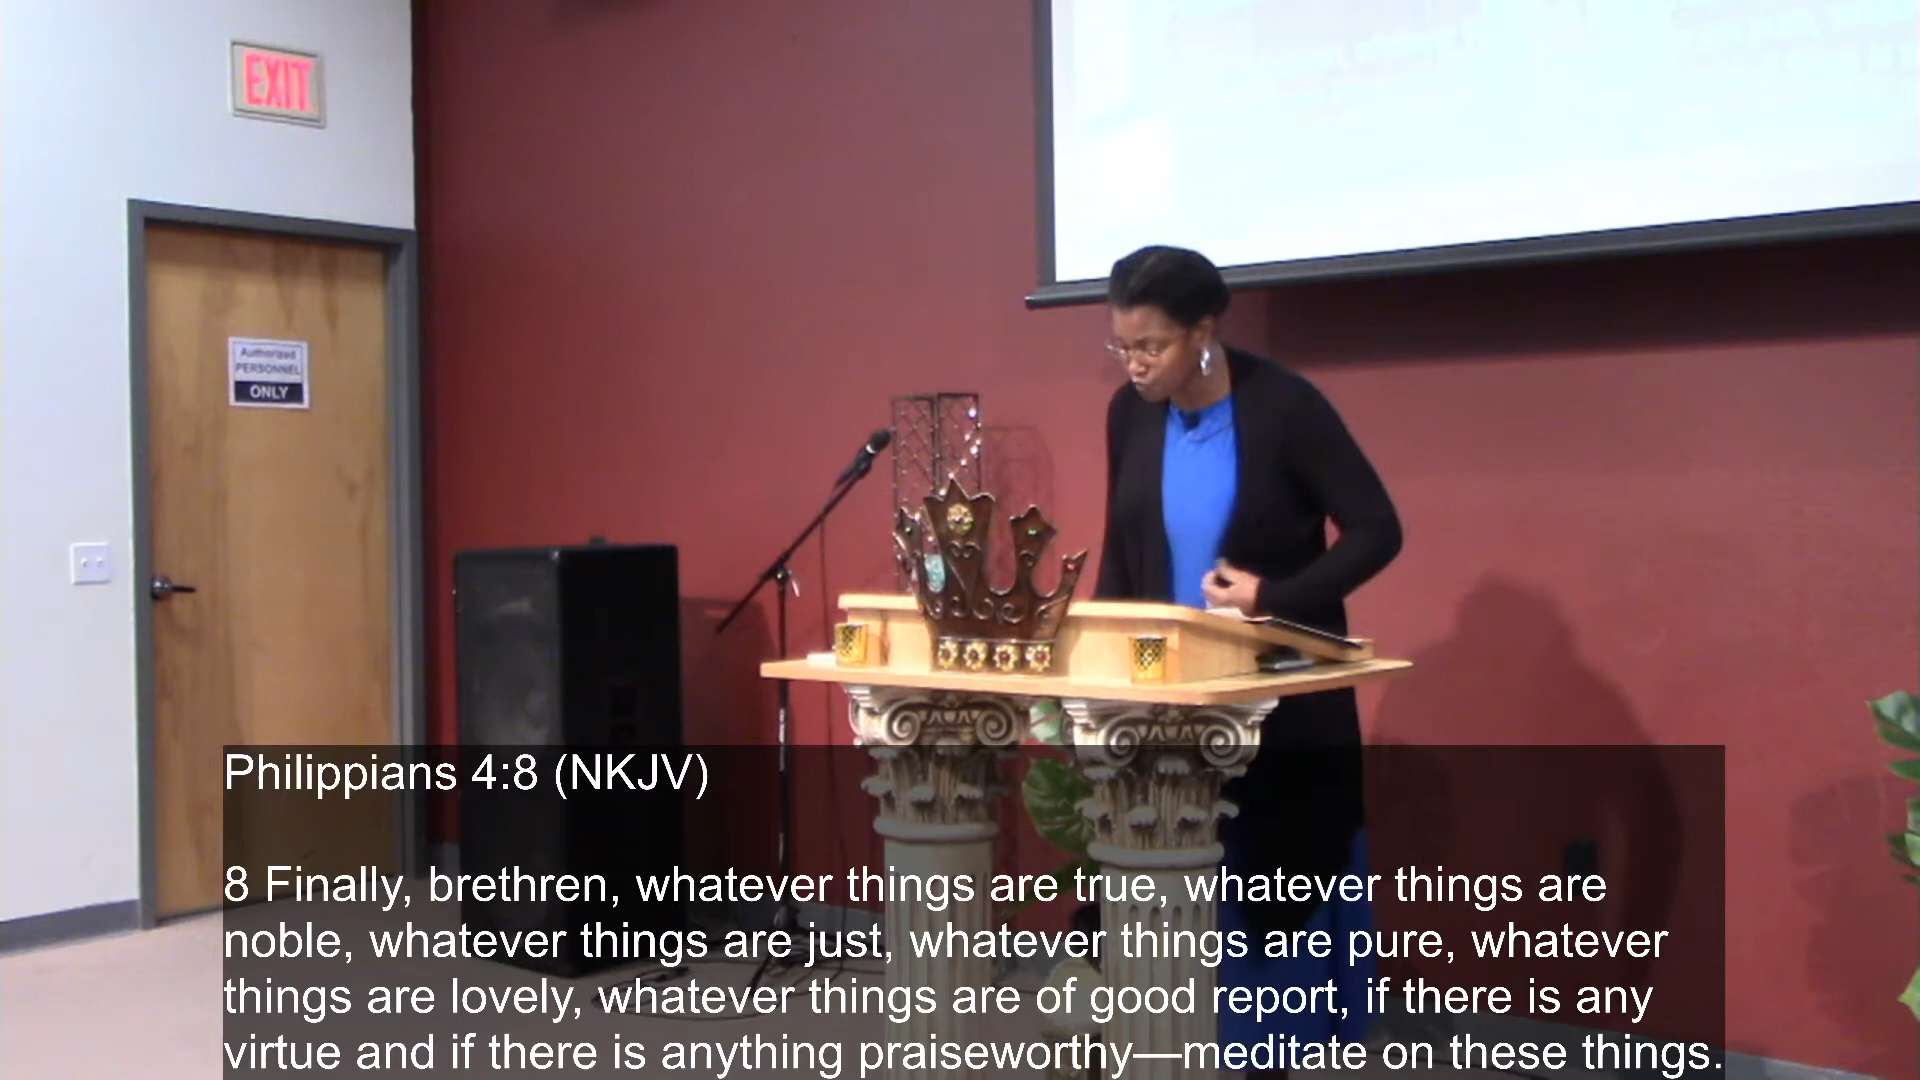 EXIT
Authorized
PERSONNEL
ONLY
Philippians 4:8 (NKJV)
8 Finally, brethren, whatever things are true, whatever things are
noble, whatever things are just, whatever things are pure, whatever
things are lovely, whatever things are of good report, if there is any
virtue and if there is anything praiseworthy—meditate on these things.